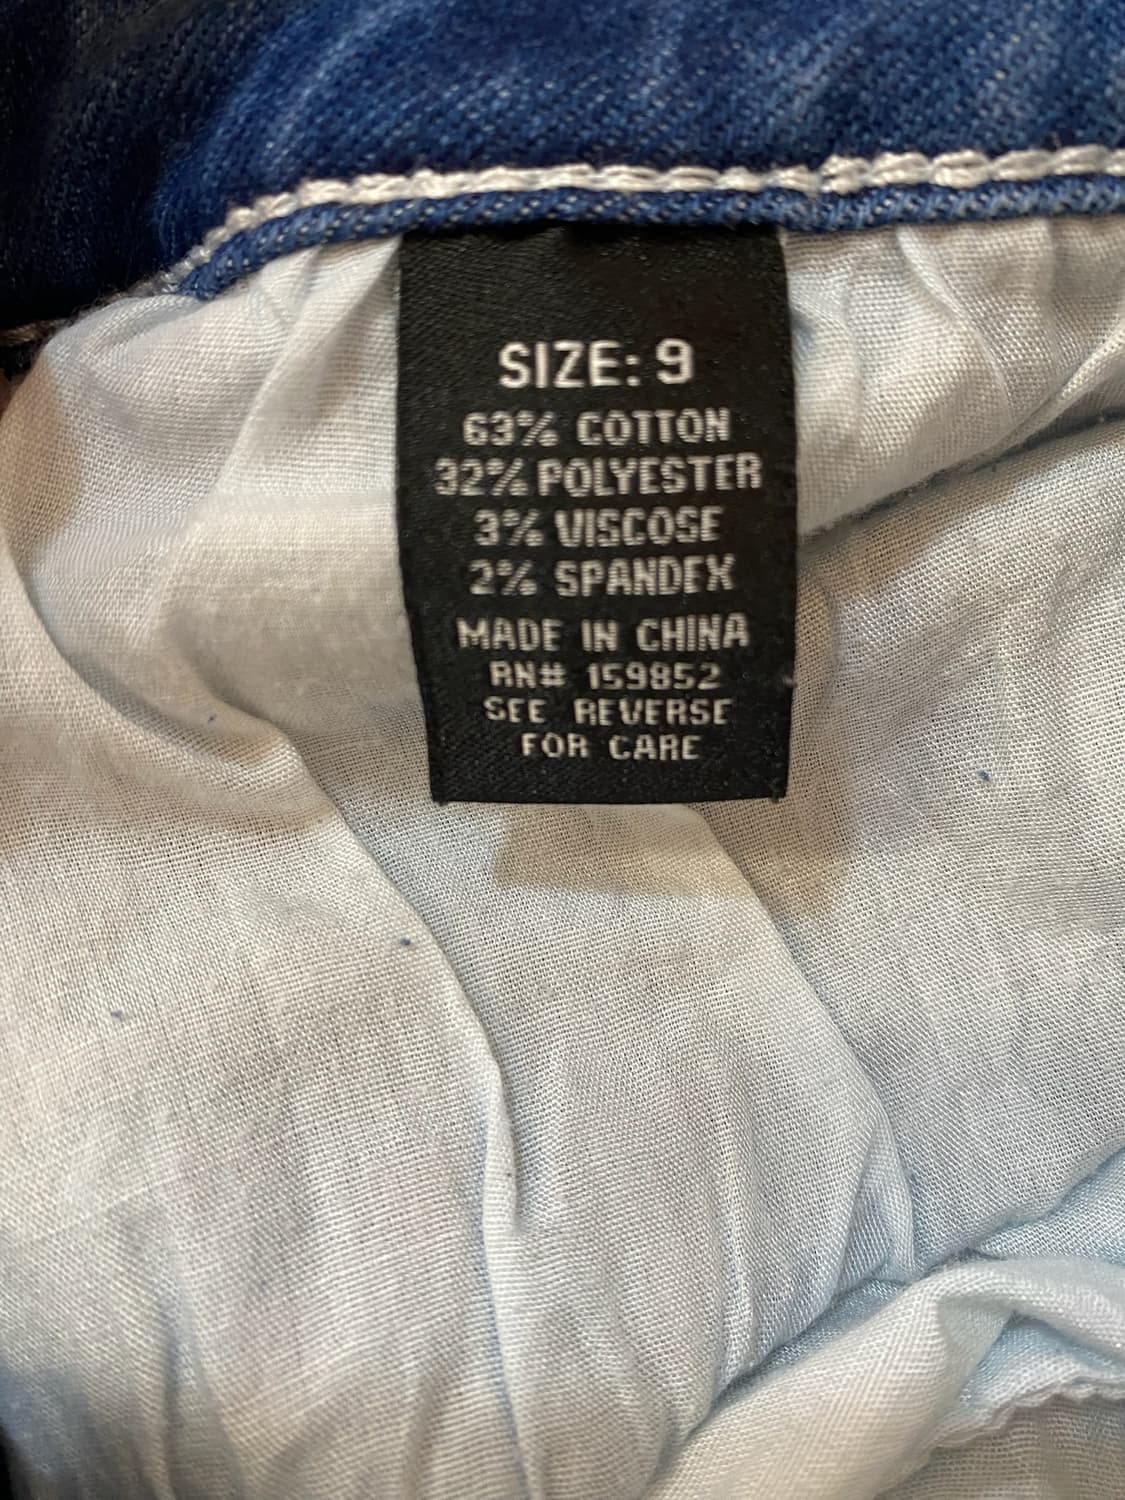 SIZE: 9
63% COTTON
32% POLYESTER
3% VISCOSE
2% SPANDEX
MADE IN CHINA
RN# 159852
SEE REVERSE
FOR CARE